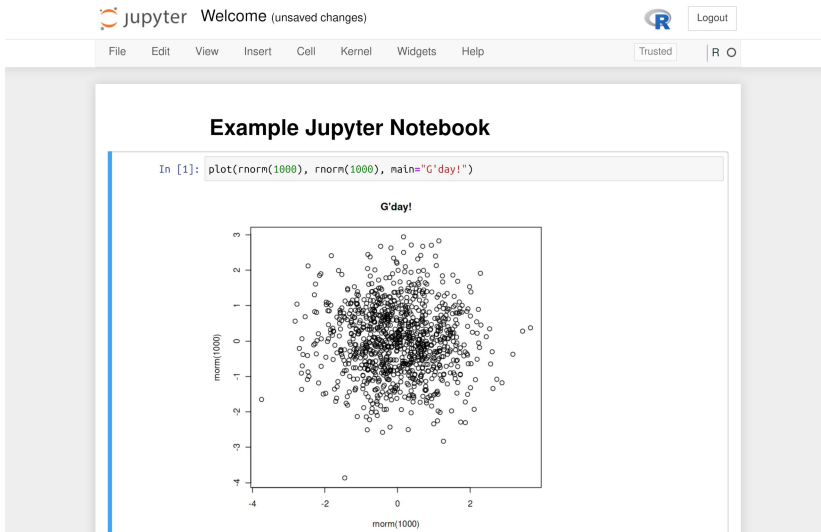 jupyter Welcome (unsaved changes) R Logout
File Edit View Insert Cell Kernel Widgets Help Trusted R
Example Jupyter Notebook
In [1]: plot(rnorm(1000), rnorm(1000), main="G'day!")
G'day!
3
2
1
0
-1
-2
-3
-4
rnorm(1000)
-4 -2 0 2
rnorm(1000)